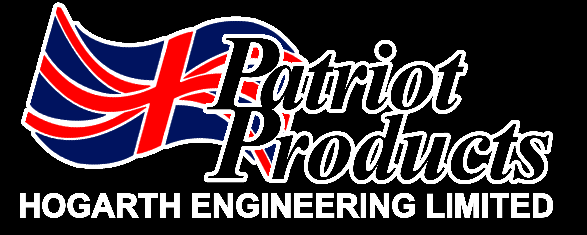 Patriot
Products
HOGARTH ENGINEERING LIMITED